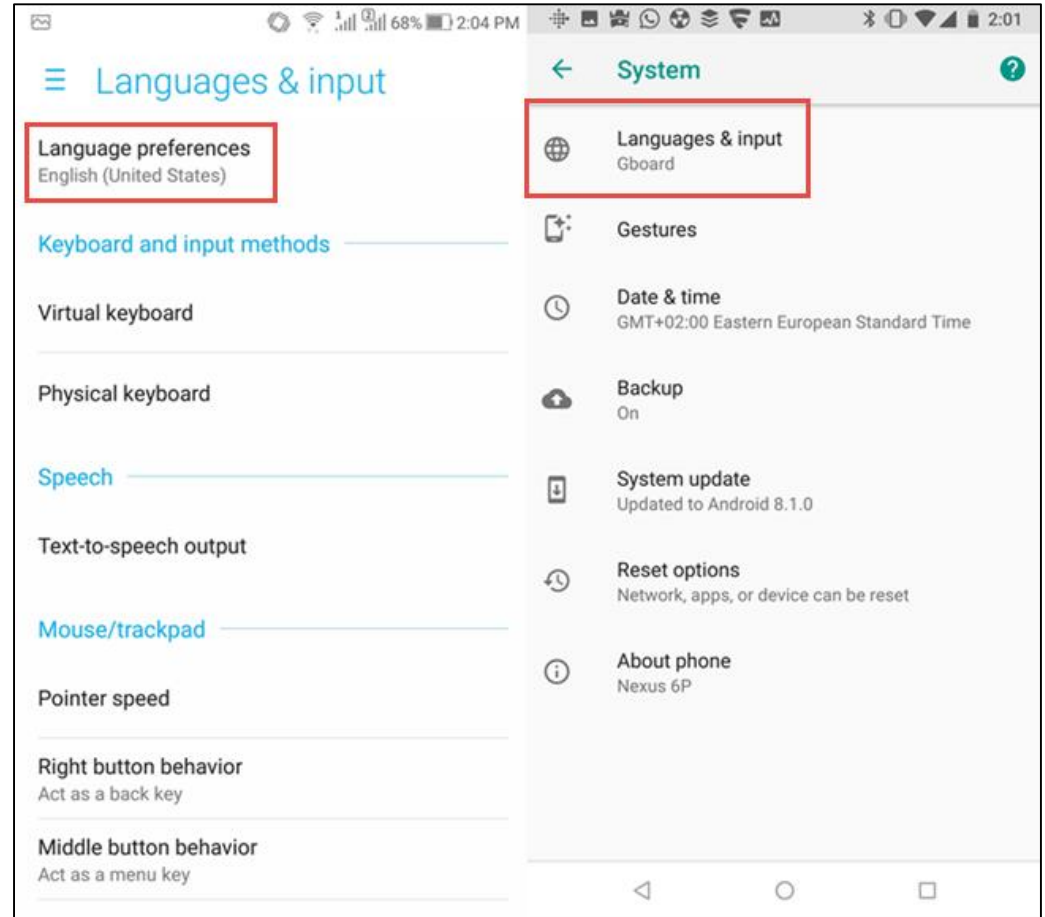 68% 2:04 PM
Languages & input
Language preferences
English (United States)
Keyboard and input methods
Virtual keyboard
Physical keyboard
Speech
Text-to-speech output
Mouse/trackpad
Pointer speed
Right button behavior
Act as a back key
Middle button behavior
Act as a menu key
2:01
System
Languages & input
Gboard
Gestures
Date & time
GMT+02:00 Eastern European Standard Time
Backup
On
System update
Updated to Android 8.1.0
Reset options
Network, apps, or device can be reset
About phone
Nexus 6P